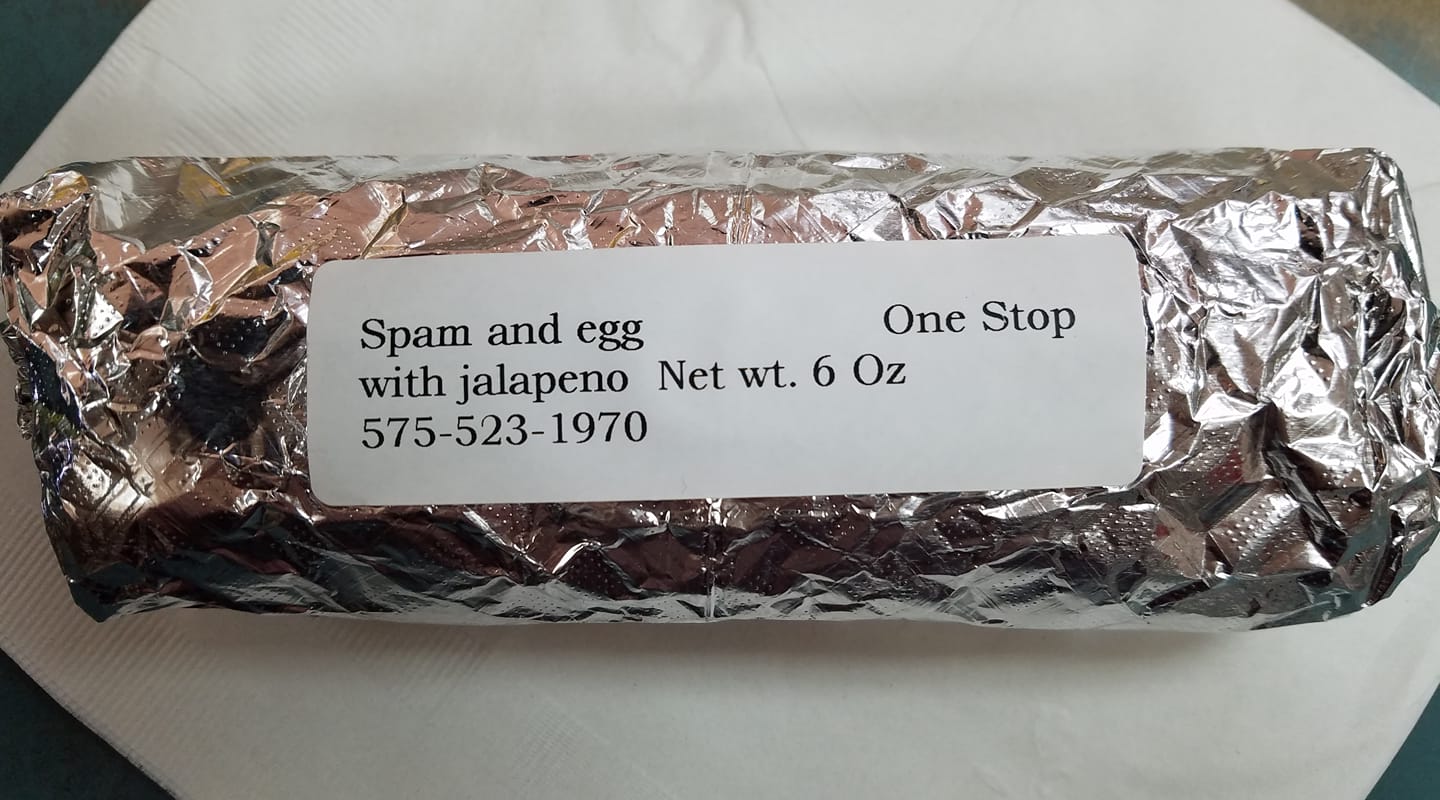 Spam and egg One Stop
with jalapeno Net wt. 6 Oz
575-523-1970